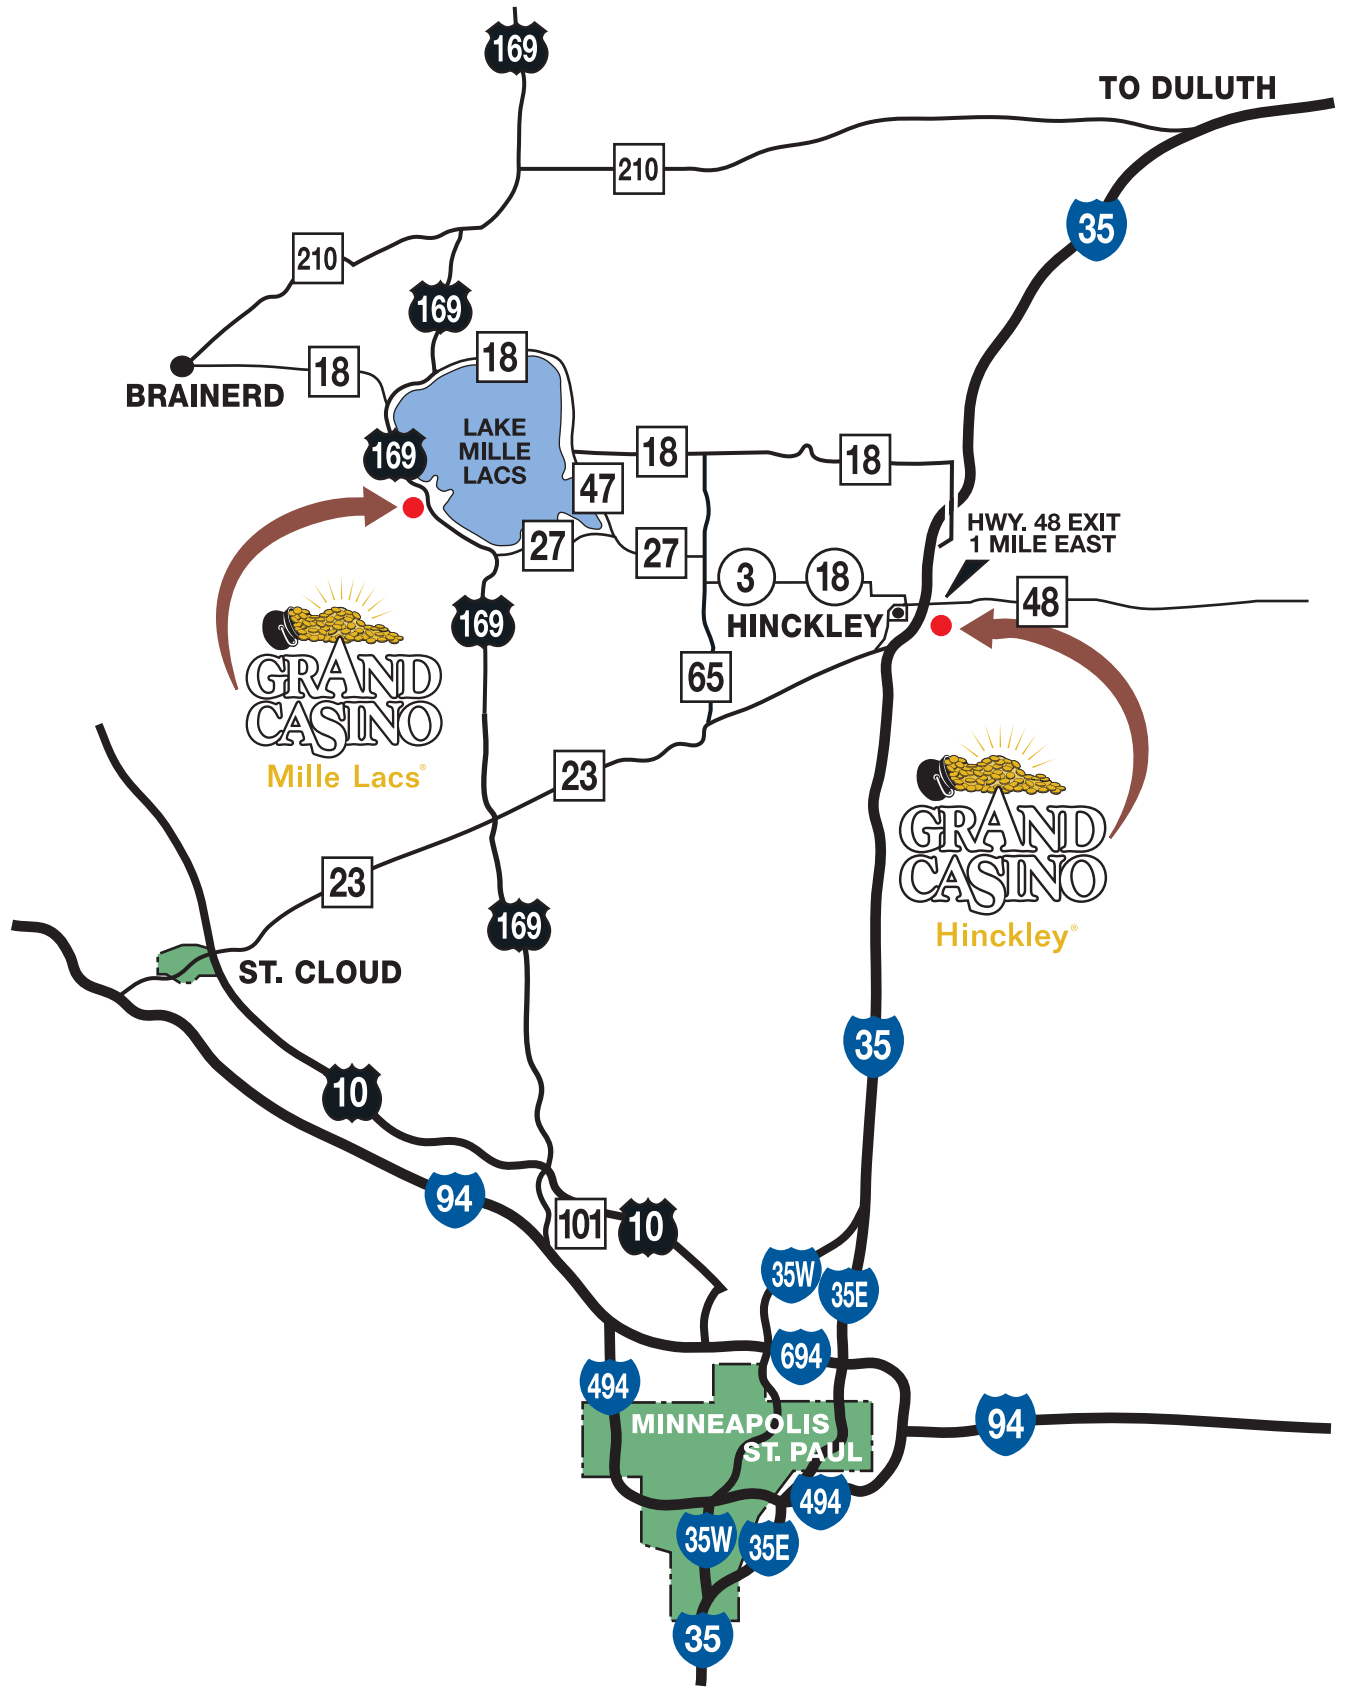 169
TO DULUTH
210
35
210
169
18
18
BRAINERD
LAKE
MILLE
LACS
169
18
18
47
HWY. 48 EXIT
1 MILE EAST
27
27
3
18
48
169
HINCKLEY
65
GRAND
CASINO
Mille Lacs®
23
GRAND
CASINO
Hinckley®
23
169
ST. CLOUD
35
10
94
101
10
35W
35E
694
494
MINNEAPOLIS
ST. PAUL
94
494
35W
35E
35